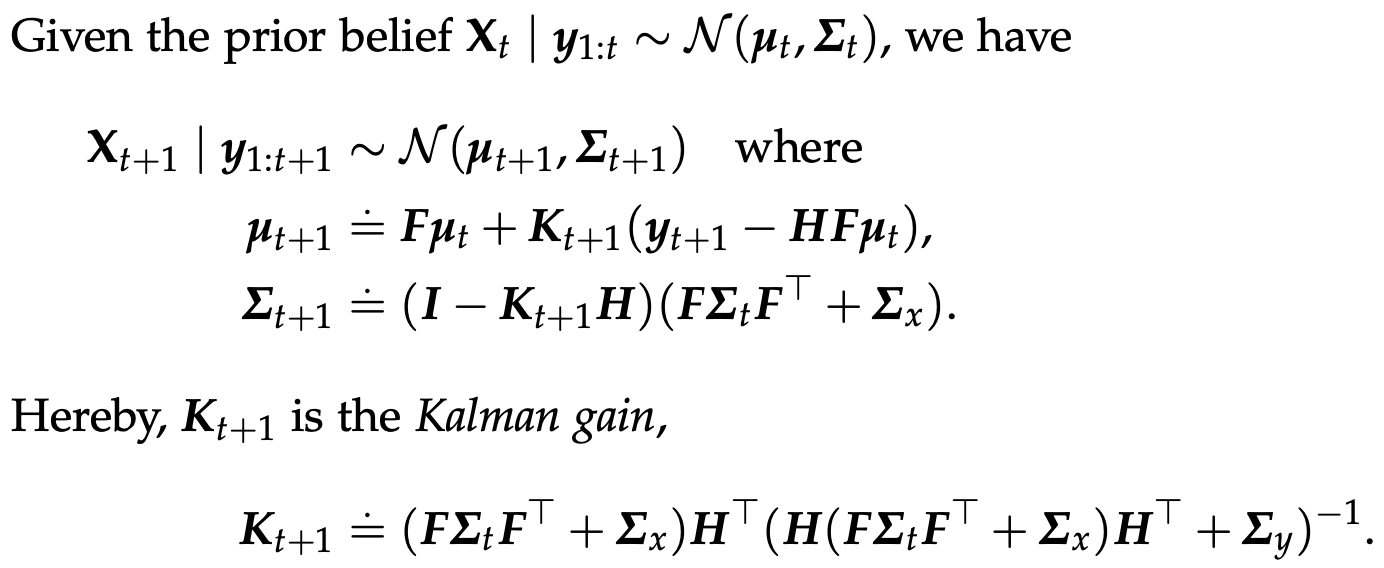 Given the prior belief 𝐗ₜ | 𝒚₁:ₜ ∼ 𝒩(𝝁ₜ, 𝜮ₜ), we have
𝐗ₜ₊₁ | 𝒚₁:ₜ₊₁ ∼ 𝒩(𝝁ₜ₊₁, 𝜮ₜ₊₁) where
𝝁ₜ₊₁ ≐ 𝑭𝝁ₜ + 𝑲ₜ₊₁(𝒚ₜ₊₁ − 𝑯𝑭𝝁ₜ),
𝜮ₜ₊₁ ≐ (𝑰 − 𝑲ₜ₊₁𝑯)(𝑭𝜮ₜ𝑭^⊤ + 𝜮ₓ).
Hereby, 𝑲ₜ₊₁ is the Kalman gain,
𝑲ₜ₊₁ ≐ (𝑭𝜮ₜ𝑭^⊤ + 𝜮ₓ)𝑯^⊤(𝑯(𝑭𝜮ₜ𝑭^⊤ + 𝜮ₓ)𝑯^⊤ + 𝜮_y)⁻¹.